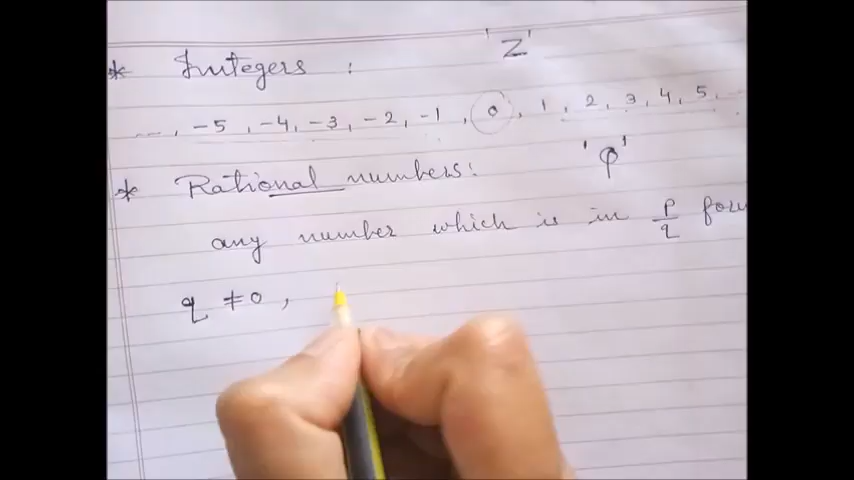 * Integers : 'Z'
..., -5, -4, -3, -2, -1, 0, 1, 2, 3, 4, 5, ...
* Rational numbers: 'φ'
any number which is in p/q
q ≠ 0,